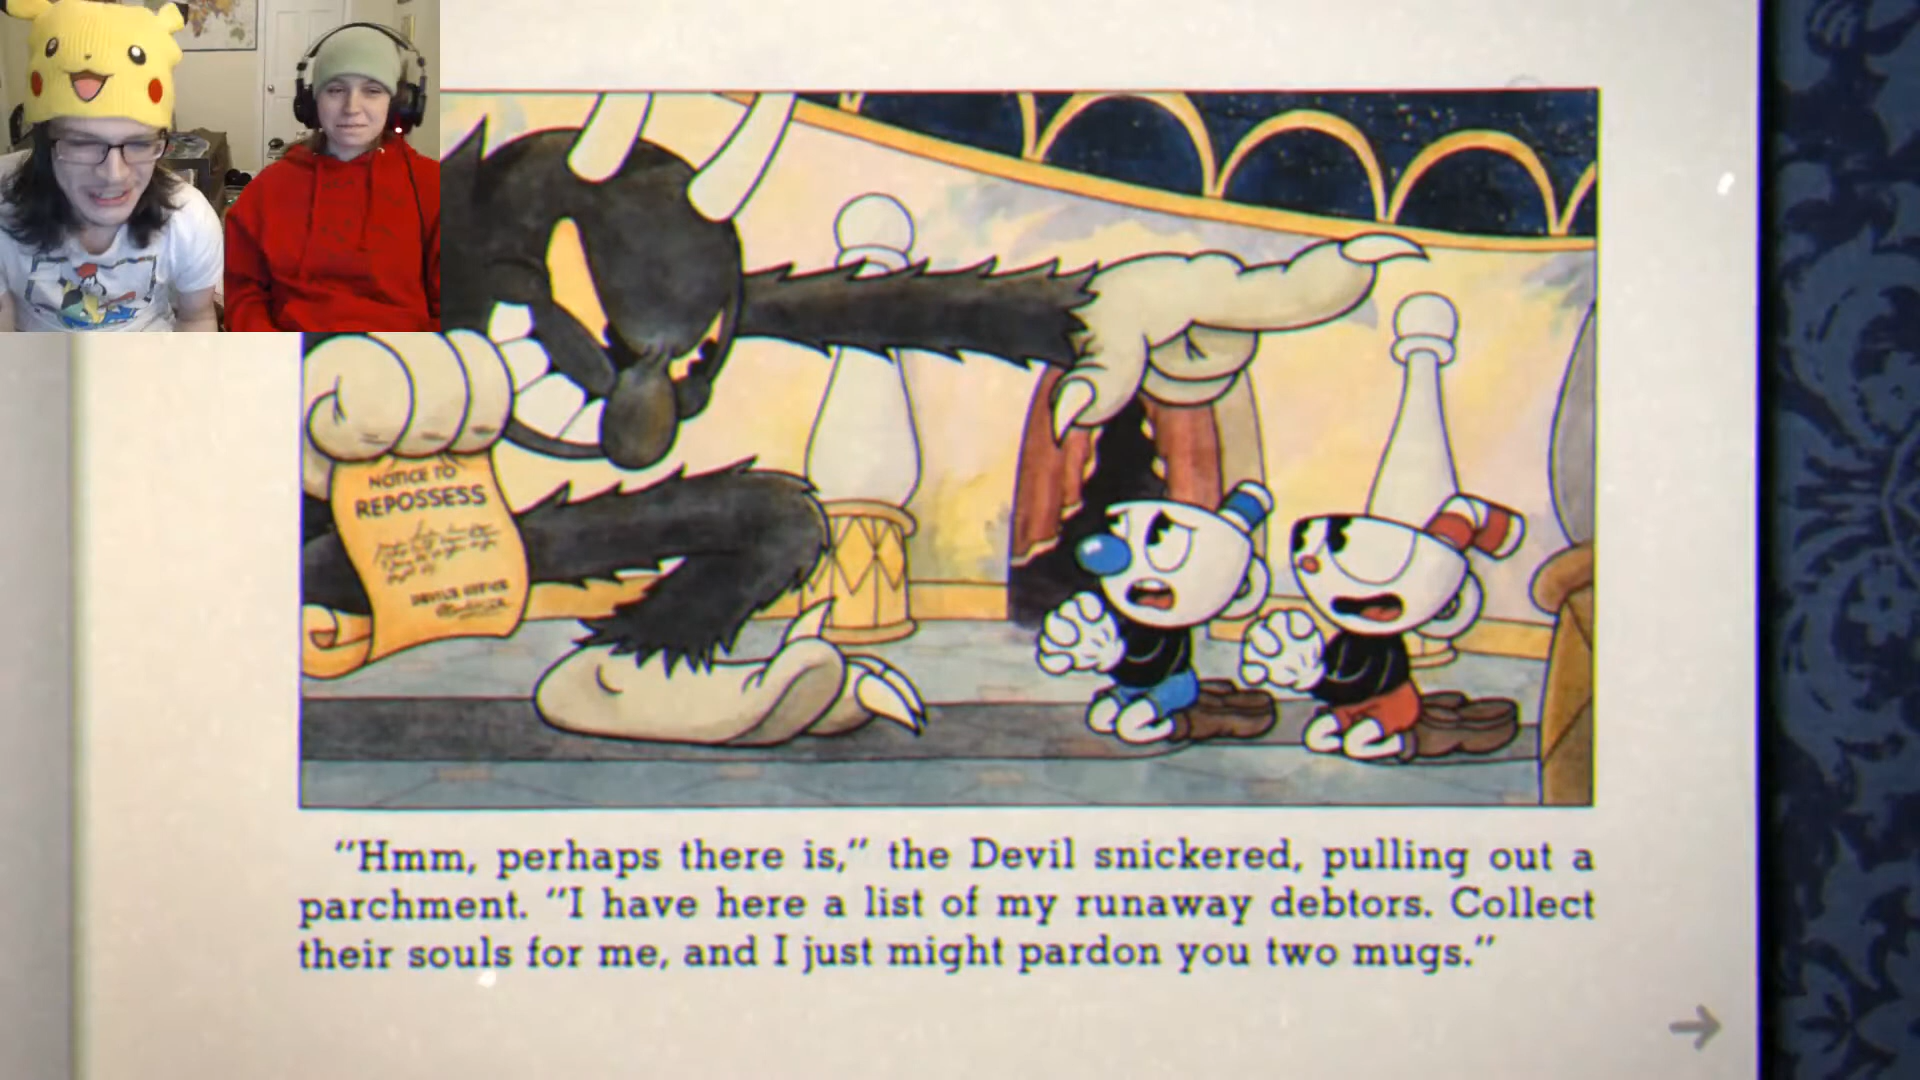 NOTICE TO
REPOSSESS
"Hmm, perhaps there is," the Devil snickered, pulling out a
parchment. "I have here a list of my runaway debtors. Collect
their souls for me, and I just might pardon you two mugs."